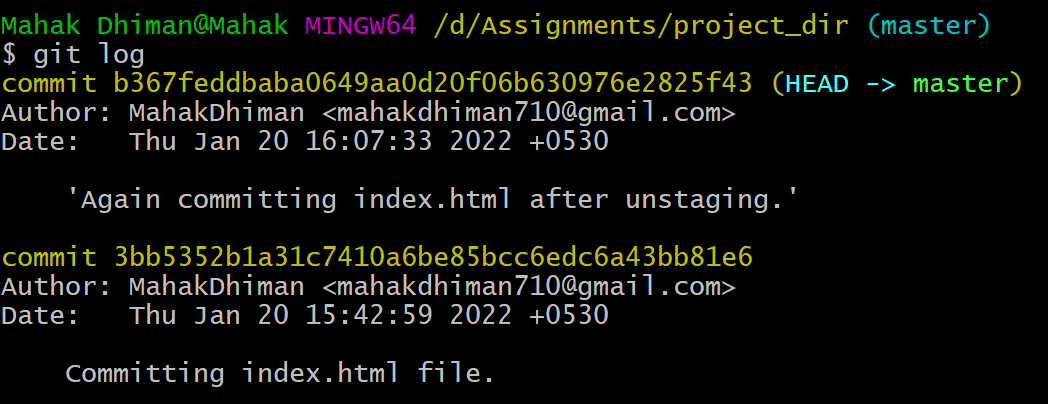 Mahak Dhiman@Mahak MINGW64 /d/Assignments/project_dir (master)
$ git log
commit b367feddbaba0649aa0d20f06b630976e2825f43 (HEAD -> master)
Author: MahakDhiman <mahakdhiman710@gmail.com>
Date:   Thu Jan 20 16:07:33 2022 +0530
    'Again committing index.html after unstaging.'
commit 3bb5352b1a31c7410a6be85bcc6edc6a43bb81e6
Author: MahakDhiman <mahakdhiman710@gmail.com>
Date:   Thu Jan 20 15:42:59 2022 +0530
    Committing index.html file.